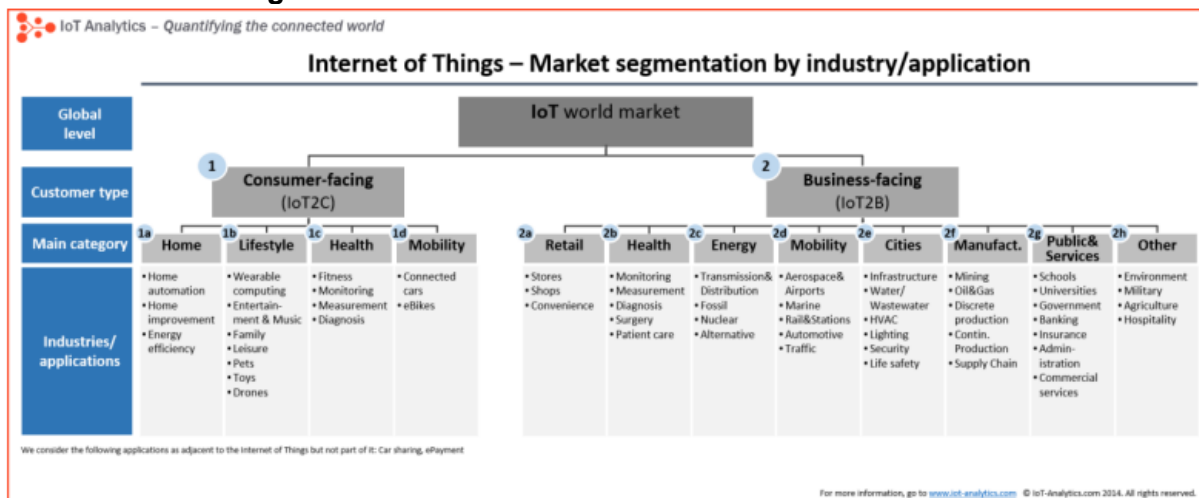 IoT Analytics – Quantifying the connected world
Internet of Things – Market segmentation by industry/application
Global
level
IoT world market
Customer type
1
Consumer-facing
(IoT2C)
2
Business-facing
(IoT2B)
Main category
1a
Home
1b
Lifestyle
1c
Health
1d
Mobility
2a
Retail
2b
Health
2c
Energy
2d
Mobility
2e
Cities
2f
Manufact.
2g
Public&
Services
2h
Other
Industries/
applications
• Home
automation
• Home
improvement
• Energy
efficiency
• Wearable
computing
• Entertain-
ment & Music
• Family
• Leisure
• Pets
• Toys
• Drones
• Fitness
• Monitoring
• Measurement
• Diagnosis
• Connected
cars
• eBikes
• Stores
• Shops
• Convenience
• Monitoring
• Measurement
• Diagnosis
• Surgery
• Patient care
• Transmission&
Distribution
• Fossil
• Nuclear
• Alternative
• Aerospace&
Airports
• Marine
• Rail&Stations
• Automotive
• Traffic
• Infrastructure
• Water/
Wastewater
• HVAC
• Lighting
• Security
• Life safety
• Mining
• Oil&Gas
• Discrete
production
• Contin.
Production
• Supply Chain
• Schools
• Universities
• Government
• Banking
• Insurance
• Admin-
istration
• Commercial
services
• Environment
• Military
• Agriculture
• Hospitality
We consider the following applications as adjacent to the Internet of Things but not part of it: Car sharing, ePayment
For more information, go to www.iot-analytics.com © IoT-Analytics.com 2014. All rights reserved.